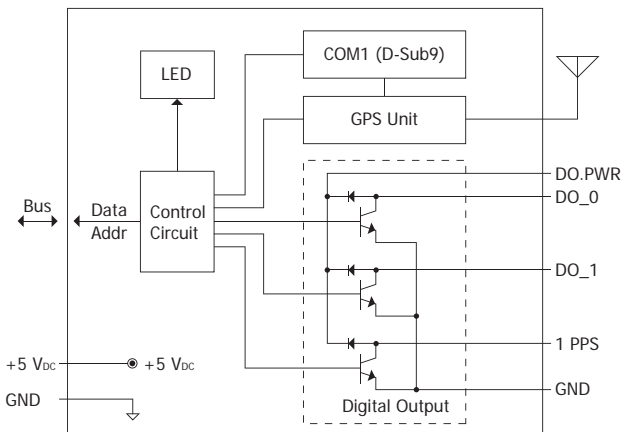 COM1 (D-Sub9)
LED
GPS Unit
DO.PWR
DO_0
Bus
Data
Addr
Control
Circuit
DO_1
1 PPS
+5 VDC
+5 VDC
GND
GND
Digital Output